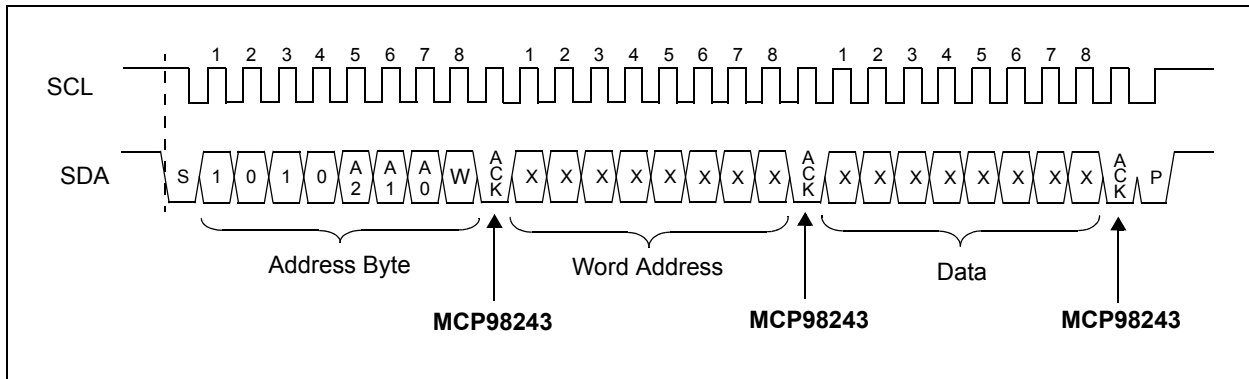 1 2 3 4 5 6 7 8 1 2 3 4 5 6 7 8 1 2 3 4 5 6 7 8
SCL
SDA
S 1 0 1 0 A2 A1 A0 W ACK X X X X X X X X ACK X X X X X X X X ACK P
Address Byte Word Address Data
MCP98243 MCP98243 MCP98243